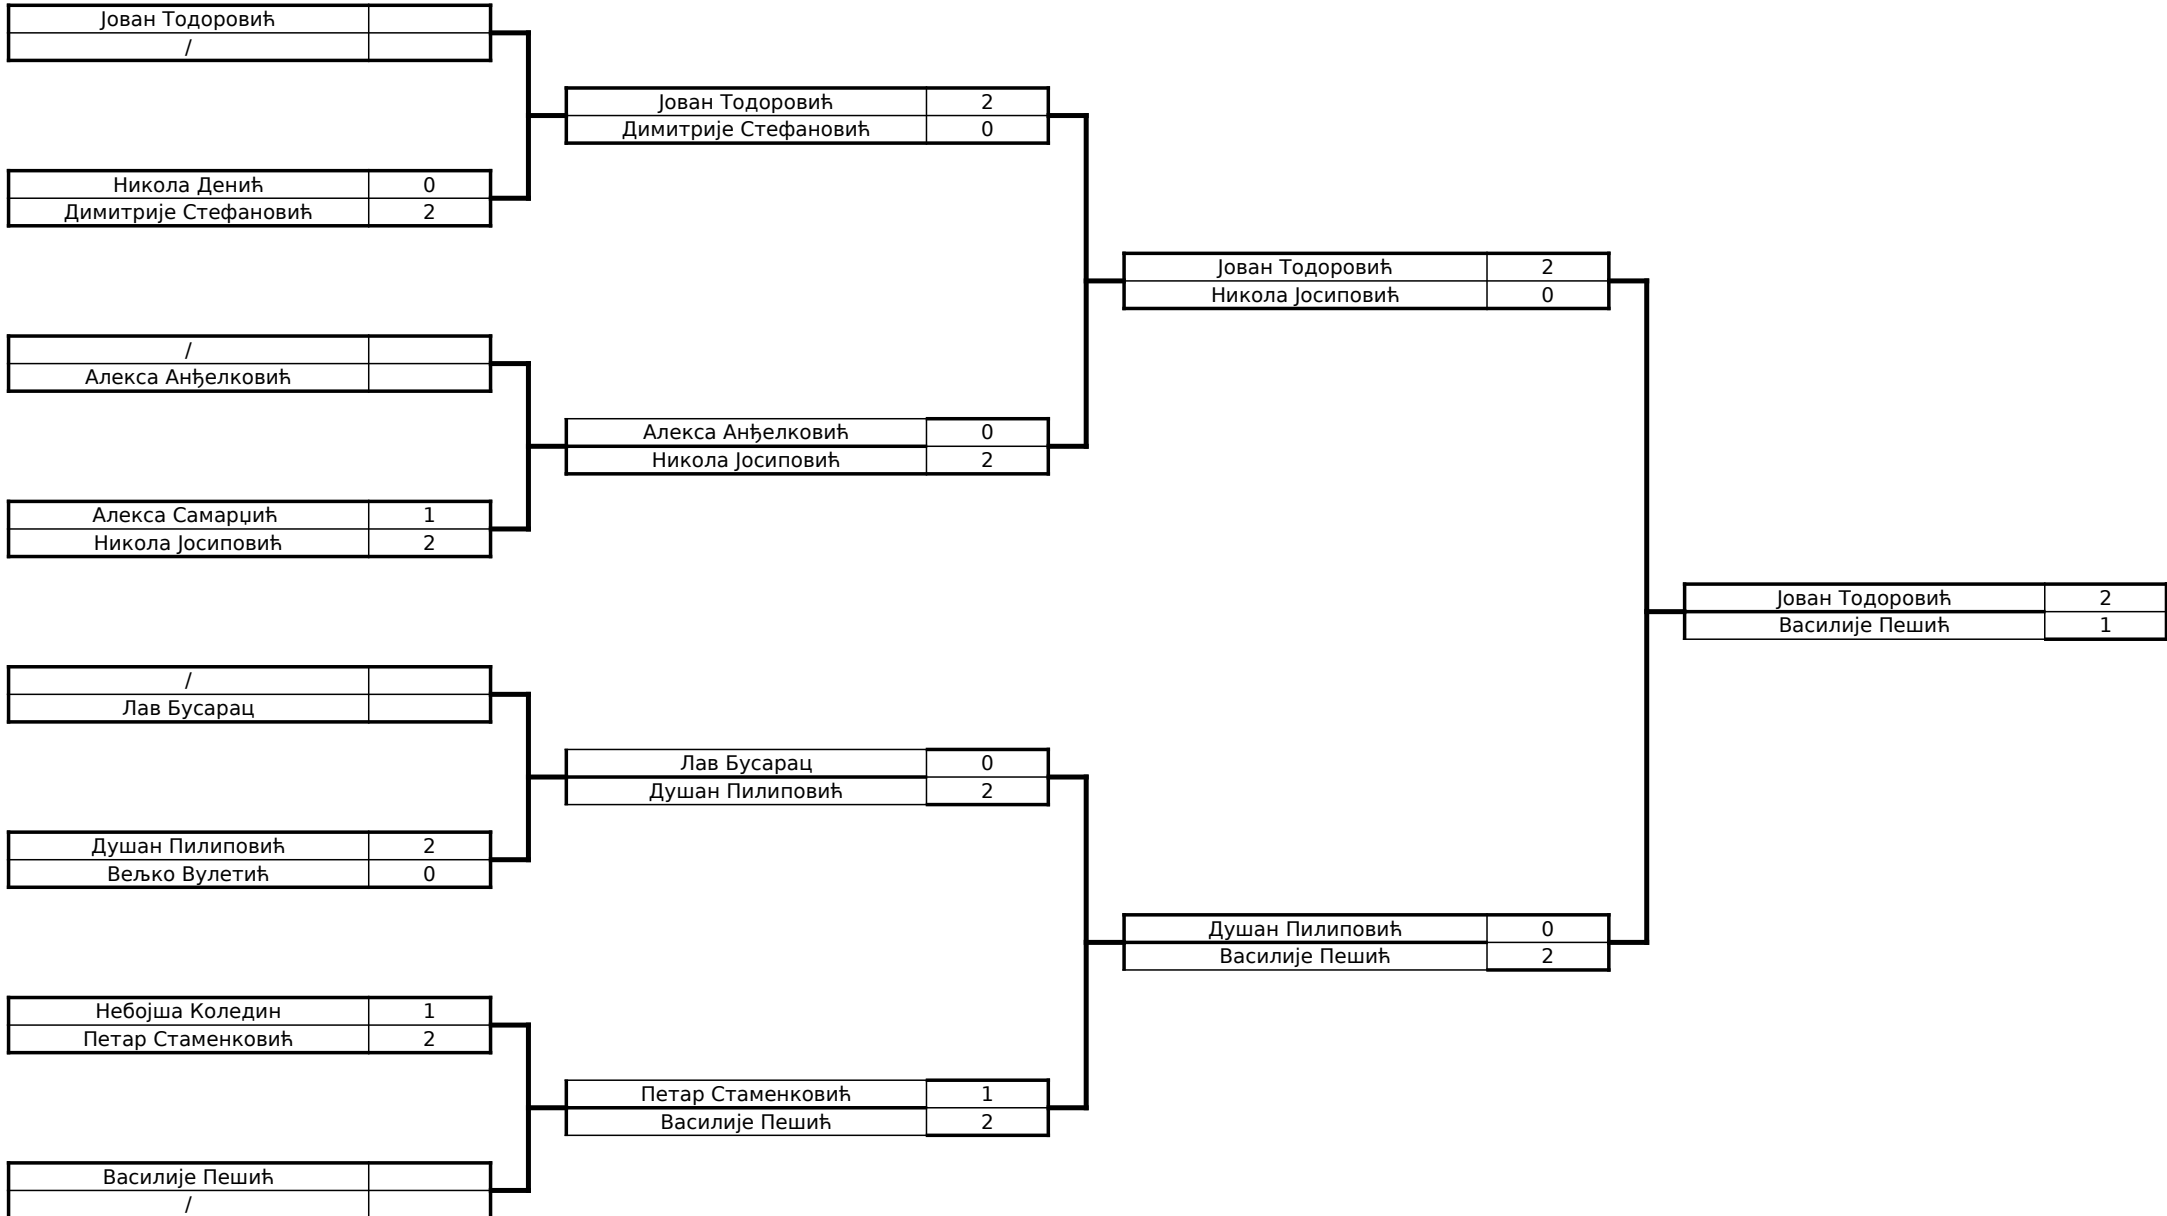 Јован Тодоровић
/
Јован Тодоровић 2
Димитрије Стефановић 0
Никола Денић 0
Димитрије Стефановић 2
Јован Тодоровић 2
Никола Јосиповић 0
/
Алекса Анђелковић
Алекса Анђелковић 0
Никола Јосиповић 2
Алекса Самарџић 1
Никола Јосиповић 2
Јован Тодоровић 2
Василије Пешић 1
/
Лав Бусарац
Лав Бусарац 0
Душан Пилиповић 2
Душан Пилиповић 2
Вељко Вулетић 0
Душан Пилиповић 0
Василије Пешић 2
Небојша Коледин 1
Петар Стаменковић 2
Петар Стаменковић 1
Василије Пешић 2
Василије Пешић
/